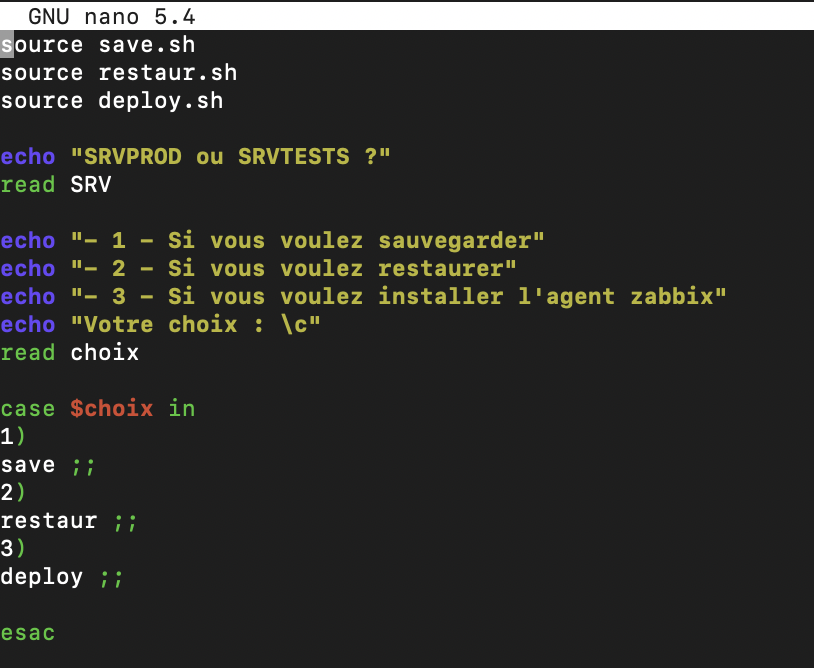 GNU nano 5.4
source save.sh
source restaur.sh
source deploy.sh
echo "SRVPROD ou SRVTESTS ?"
read SRV
echo "- 1 - Si vous voulez sauvegarder"
echo "- 2 - Si vous voulez restaurer"
echo "- 3 - Si vous voulez installer l'agent zabbix"
echo "Votre choix : \c"
read choix
case $choix in
1)
save ;;
2)
restaur ;;
3)
deploy ;;
esac